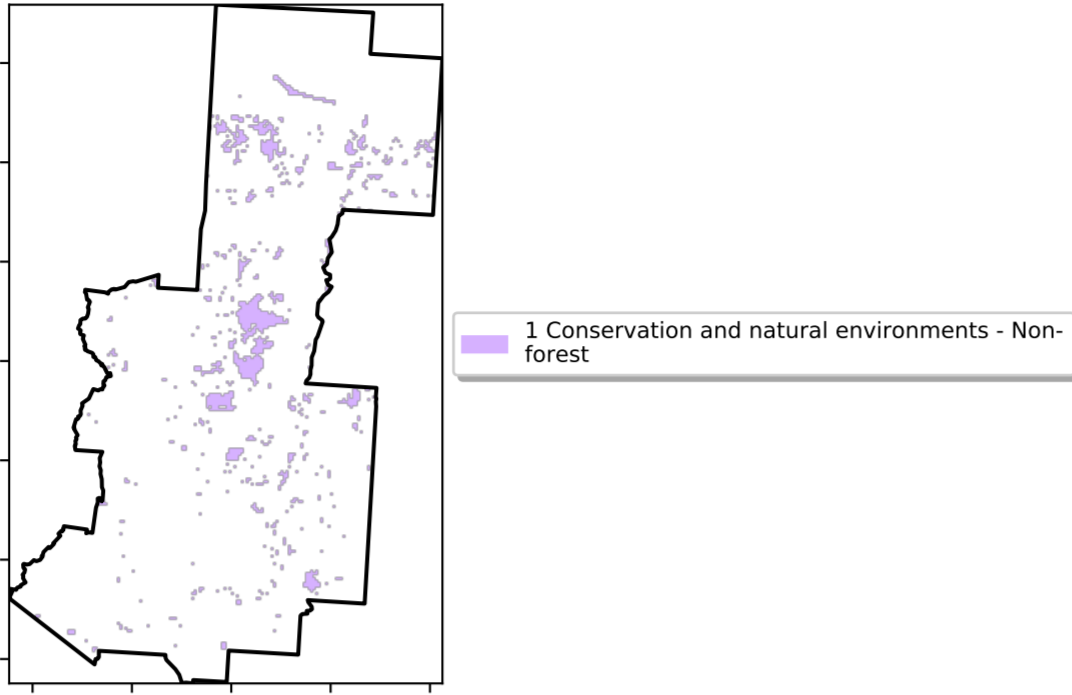 1 Conservation and natural environments - Non-
forest